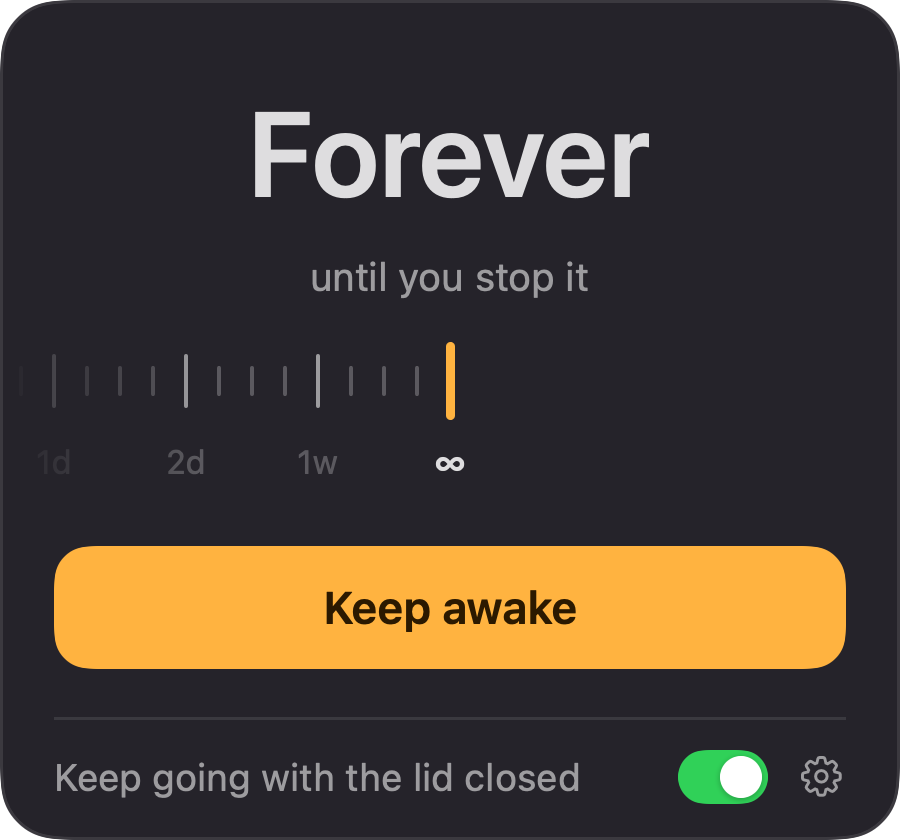 Forever
until you stop it
1d 2d 1w ∞
Keep awake
Keep going with the lid closed